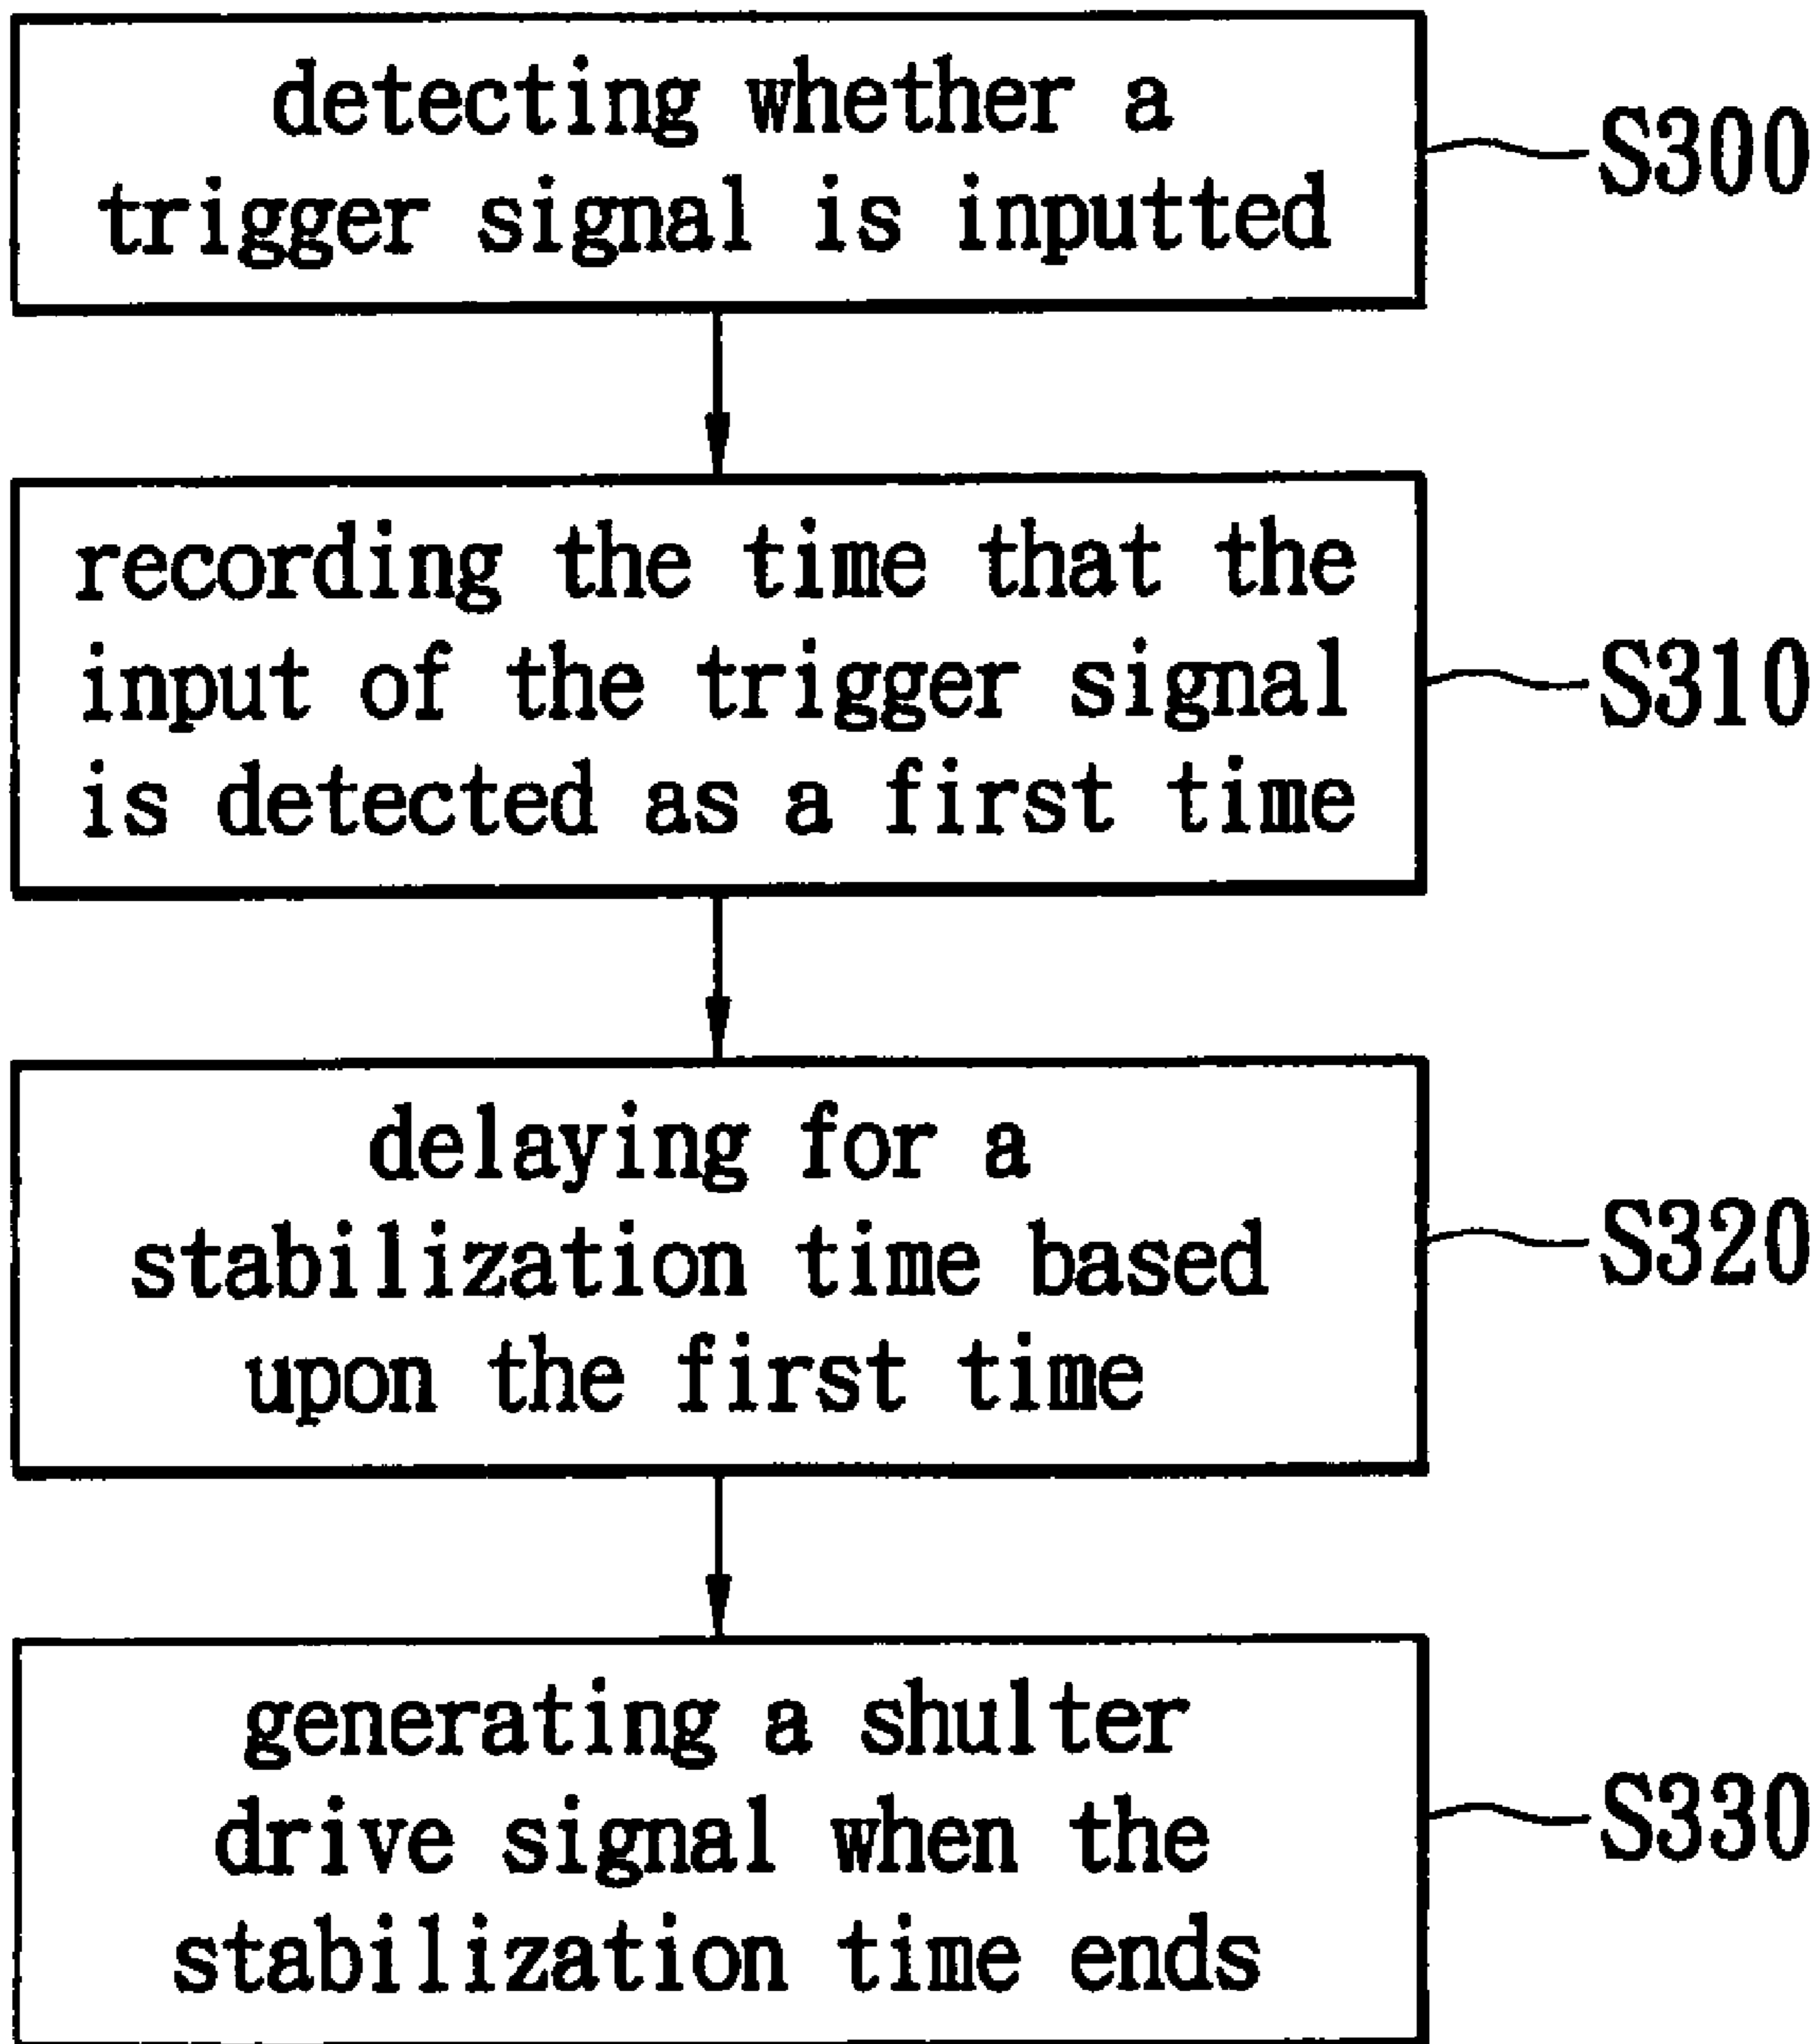 detecting whether a
trigger signal is inputted
S300
recording the time that the
input of the trigger signal
is detected as a first time
S310
delaying for a
stabilization time based
upon the first time
S320
generating a shulter
drive signal when the
stabilization time ends
S330